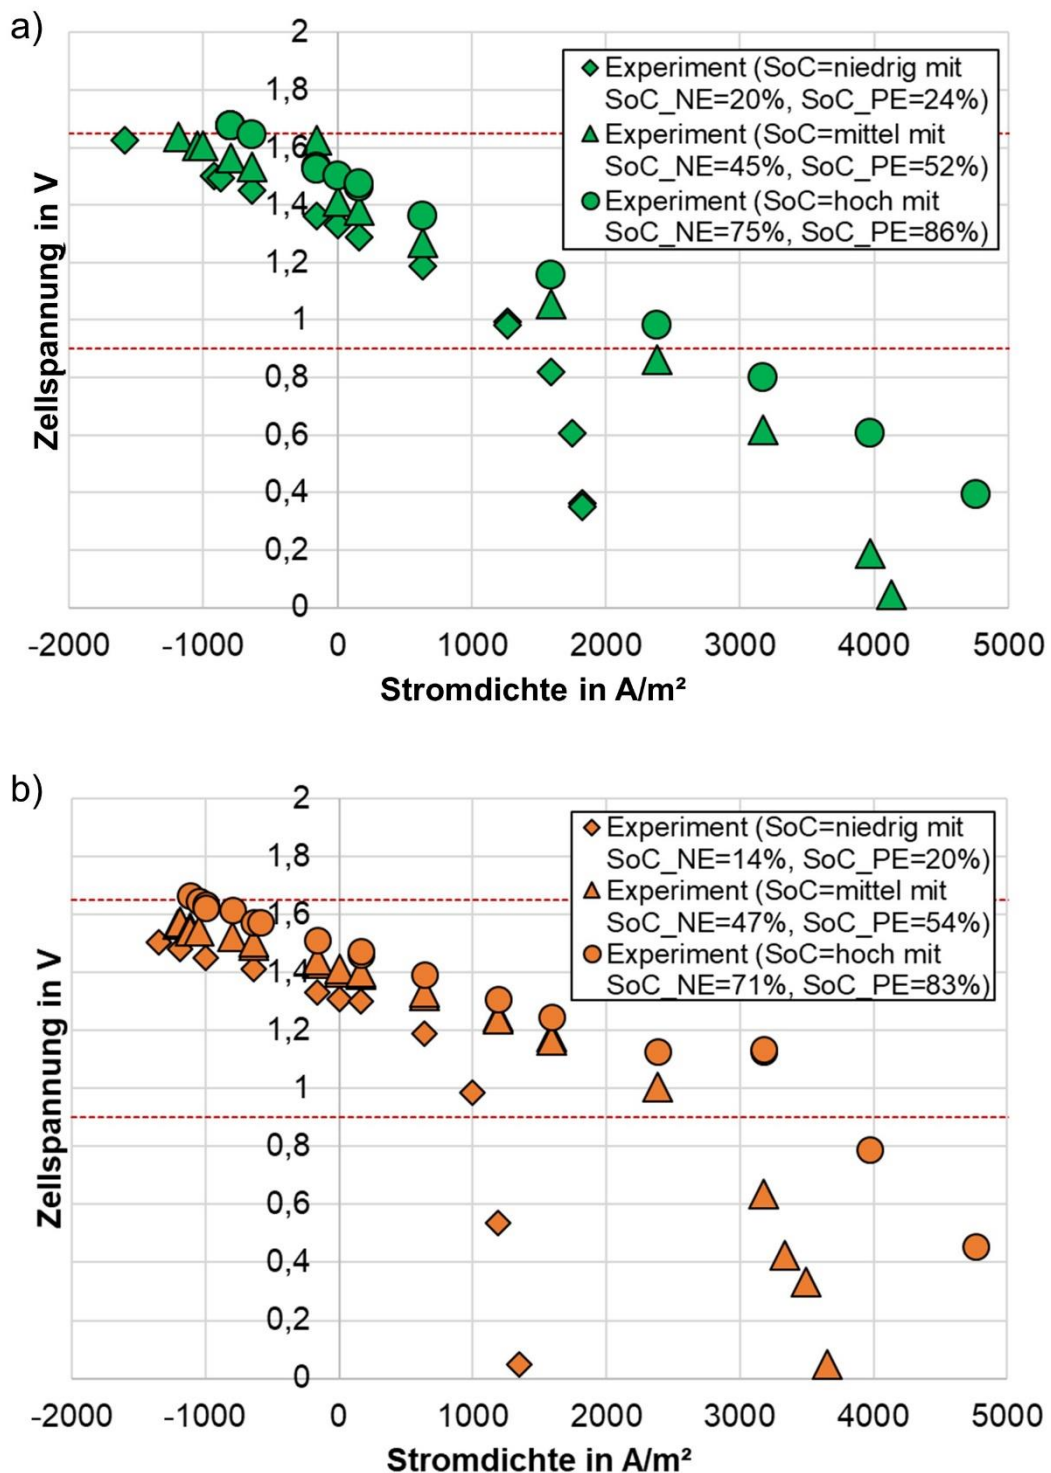 a)
2
1,8
1,6
1,4
1,2
1
0,8
0,6
0,4
0,2
0
Zellspannung in V
Experiment (SoC=niedrig mit
SoC_NE=20%, SoC_PE=24%)
Experiment (SoC=mittel mit
SoC_NE=45%, SoC_PE=52%)
Experiment (SoC=hoch mit
SoC_NE=75%, SoC_PE=86%)
-2000 -1000 0 1000 2000 3000 4000 5000
Stromdichte in A/m²
b)
2
1,8
1,6
1,4
1,2
1
0,8
0,6
0,4
0,2
0
Zellspannung in V
Experiment (SoC=niedrig mit
SoC_NE=14%, SoC_PE=20%)
Experiment (SoC=mittel mit
SoC_NE=47%, SoC_PE=54%)
Experiment (SoC=hoch mit
SoC_NE=71%, SoC_PE=83%)
-2000 -1000 0 1000 2000 3000 4000 5000
Stromdichte in A/m²